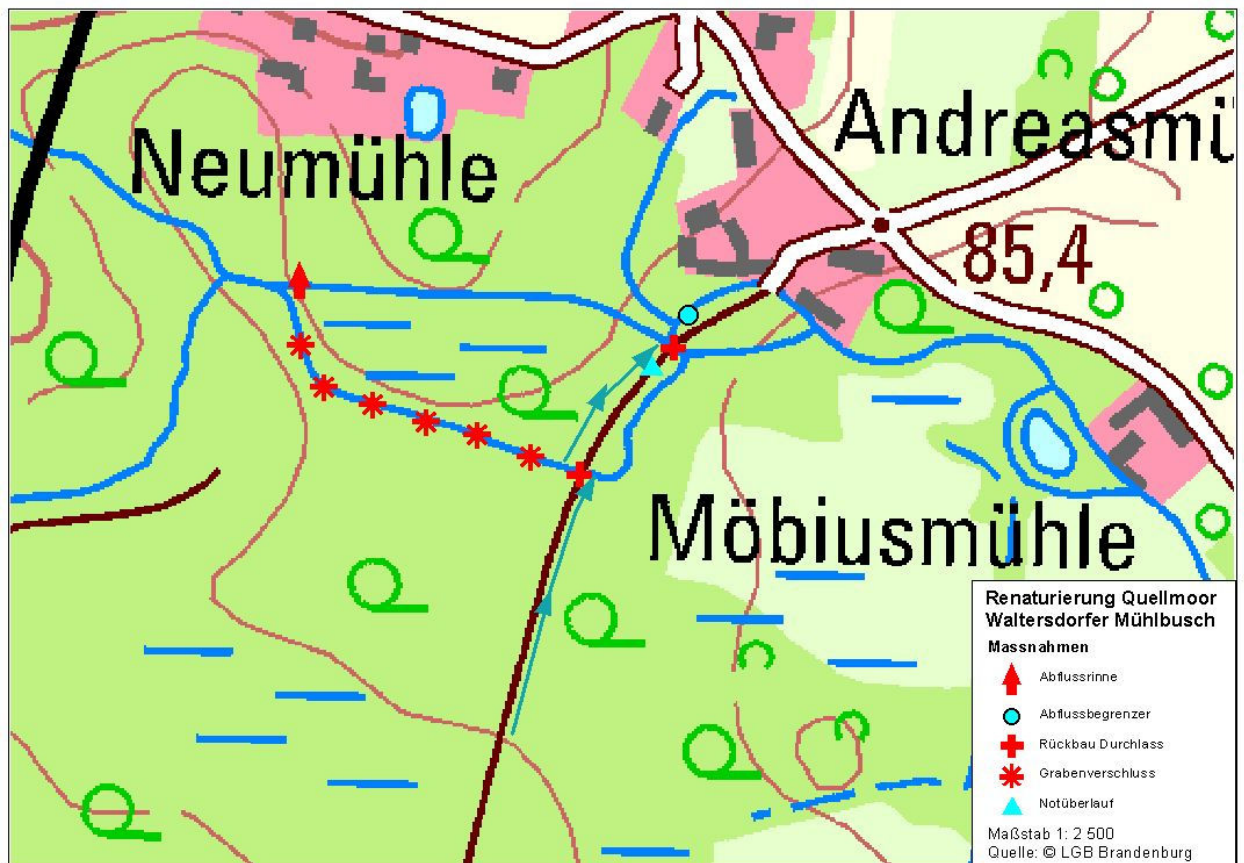 Andreasmü
Neumühle
85,4
Möbiusmühle
Renaturierung Quellmoor
Waltersdorfer Mühlbusch
Massnahmen
Abflussrinne
Abflussbegrenzer
Rückbau Durchlass
Grabenverschluss
Notüberlauf
Maßstab 1: 2 500
Quelle: © LGB Brandenburg